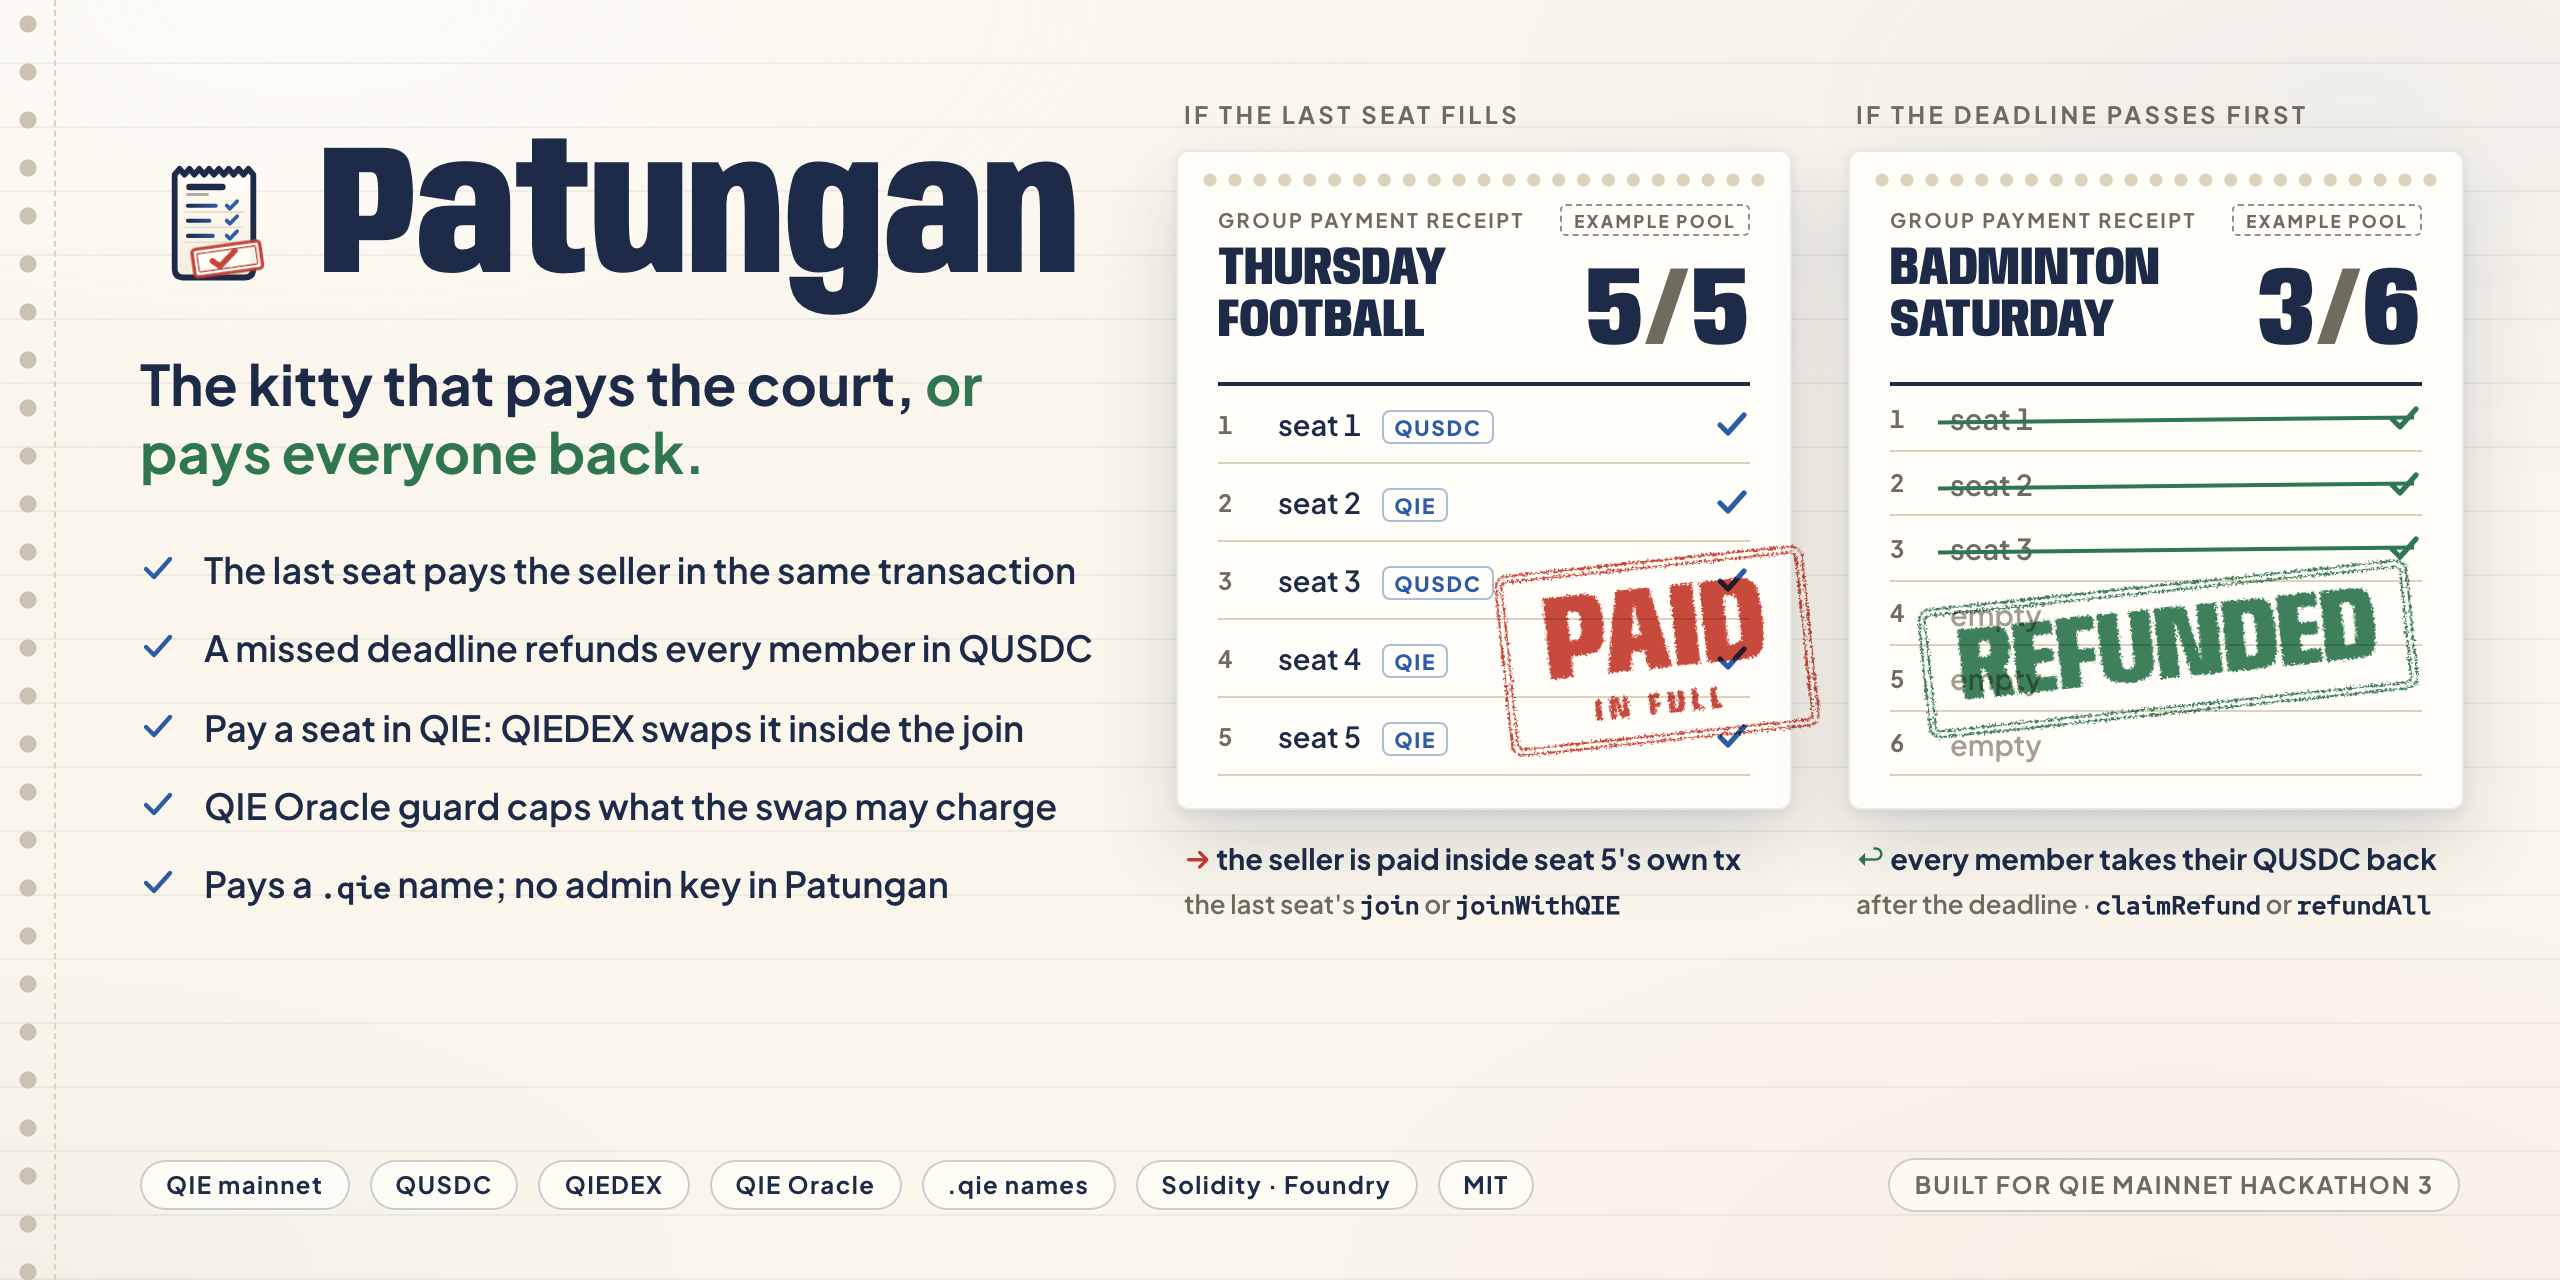 Patungan
The kitty that pays the court, or
pays everyone back.
The last seat pays the seller in the same transaction
A missed deadline refunds every member in QUSDC
Pay a seat in QIE: QIEDEX swaps it inside the join
QIE Oracle guard caps what the swap may charge
Pays a .qie name; no admin key in Patungan
IF THE LAST SEAT FILLS
GROUP PAYMENT RECEIPT EXAMPLE POOL
THURSDAY
FOOTBALL
5/5
1 seat 1 QUSDC
2 seat 2 QIE
3 seat 3 QUSDC
4 seat 4 QIE
5 seat 5 QIE
PAID
IN FULL
the seller is paid inside seat 5's own tx
the last seat's join or joinWithQIE
IF THE DEADLINE PASSES FIRST
GROUP PAYMENT RECEIPT EXAMPLE POOL
BADMINTON
SATURDAY
3/6
1 seat 1
2 seat 2
3 seat 3
4 empty
5 empty
6 empty
REFUNDED
every member takes their QUSDC back
after the deadline · claimRefund or refundAll
QIE mainnet QUSDC QIEDEX QIE Oracle .qie names Solidity · Foundry MIT
BUILT FOR QIE MAINNET HACKATHON 3